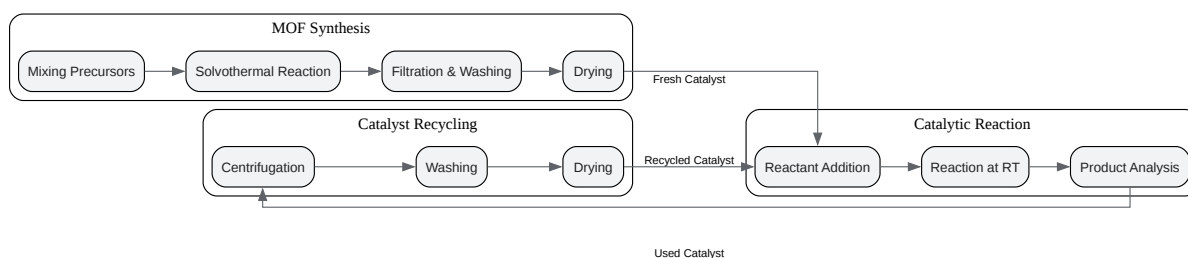 MOF Synthesis
Mixing Precursors
Solvothermal Reaction
Filtration & Washing
Drying
Fresh Catalyst
Catalyst Recycling
Centrifugation
Washing
Drying
Recycled Catalyst
Catalytic Reaction
Reactant Addition
Reaction at RT
Product Analysis
Used Catalyst